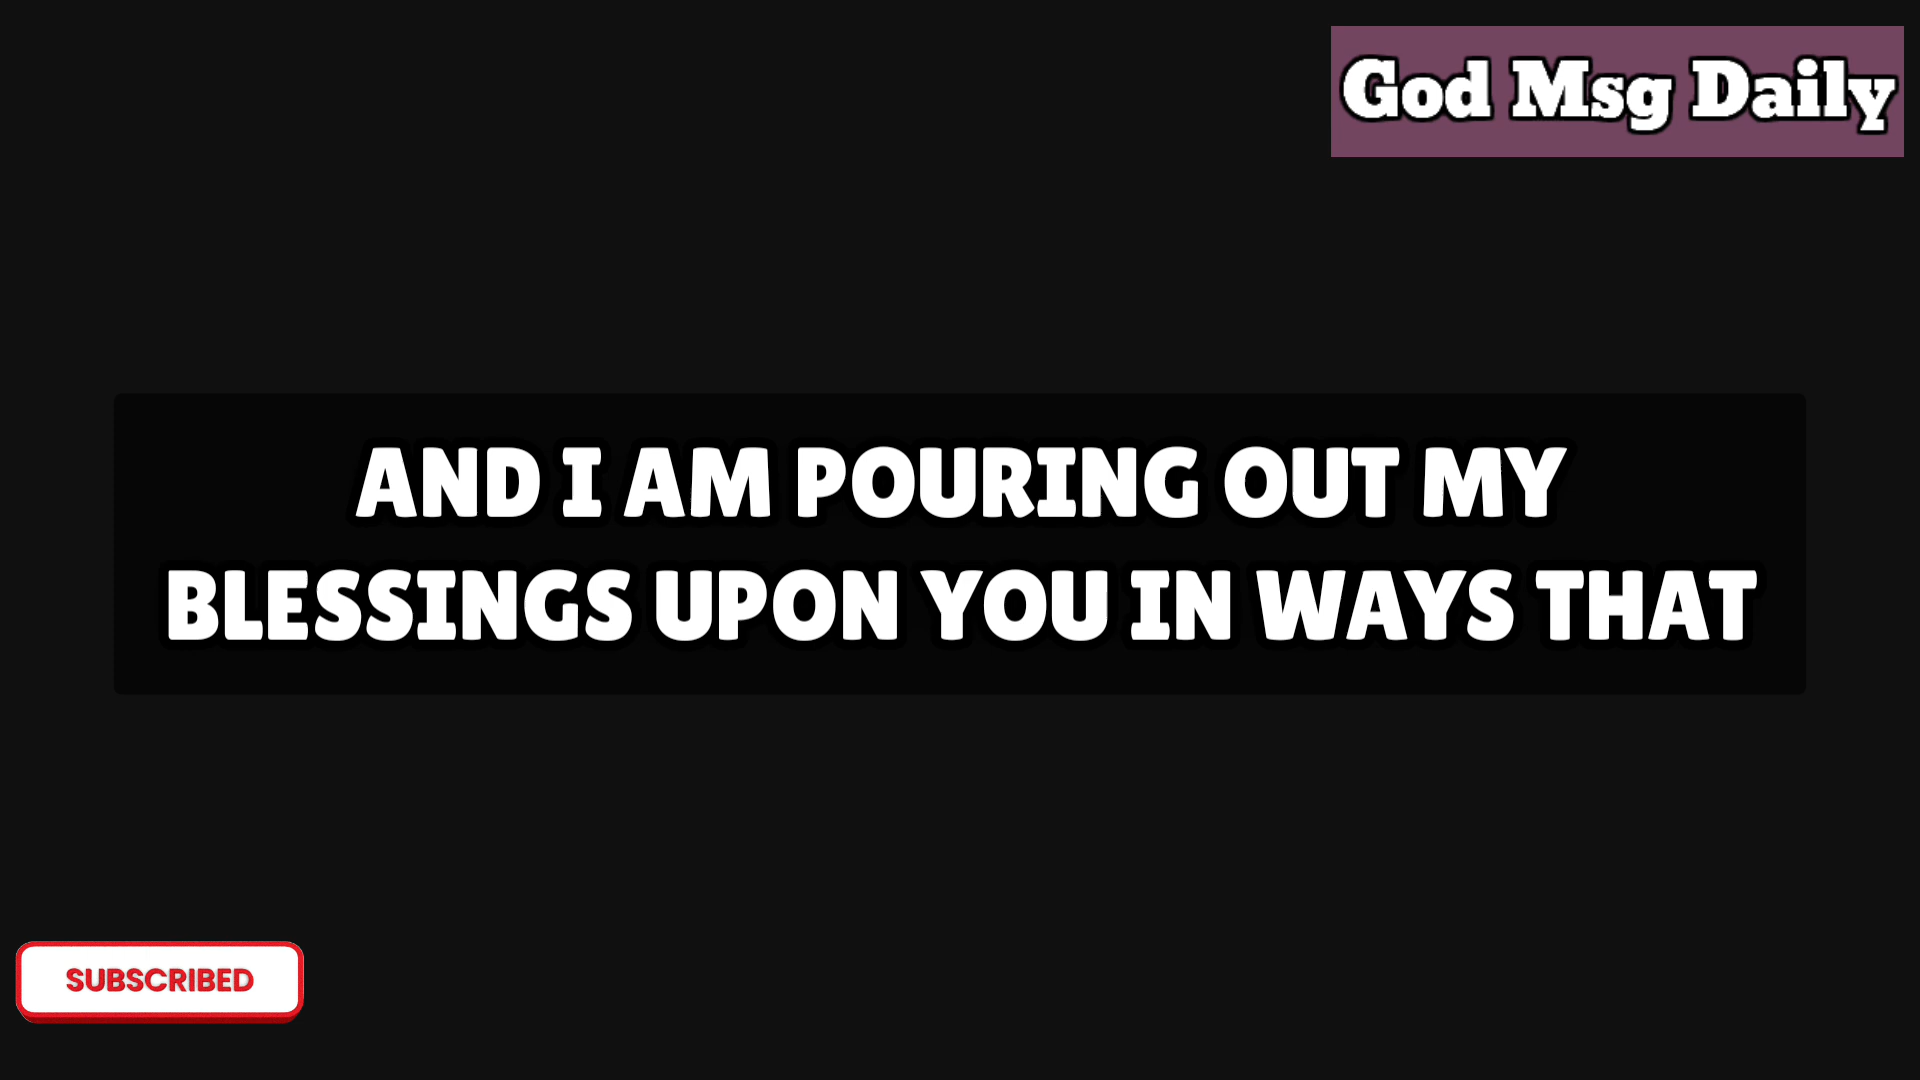 God Msg Daily
AND I AM POURING OUT MY
BLESSINGS UPON YOU IN WAYS THAT
SUBSCRIBED